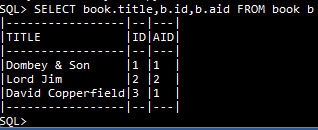 SQL> SELECT book.title,b.id,b.aid FROM book b
|----------------|--|---|
|TITLE           |ID|AID|
|----------------|--|---|
|Dombey & Son    |1 |1  |
|Lord Jim        |2 |2  |
|David Copperfield|3 |1  |
|----------------|--|---|
SQL>